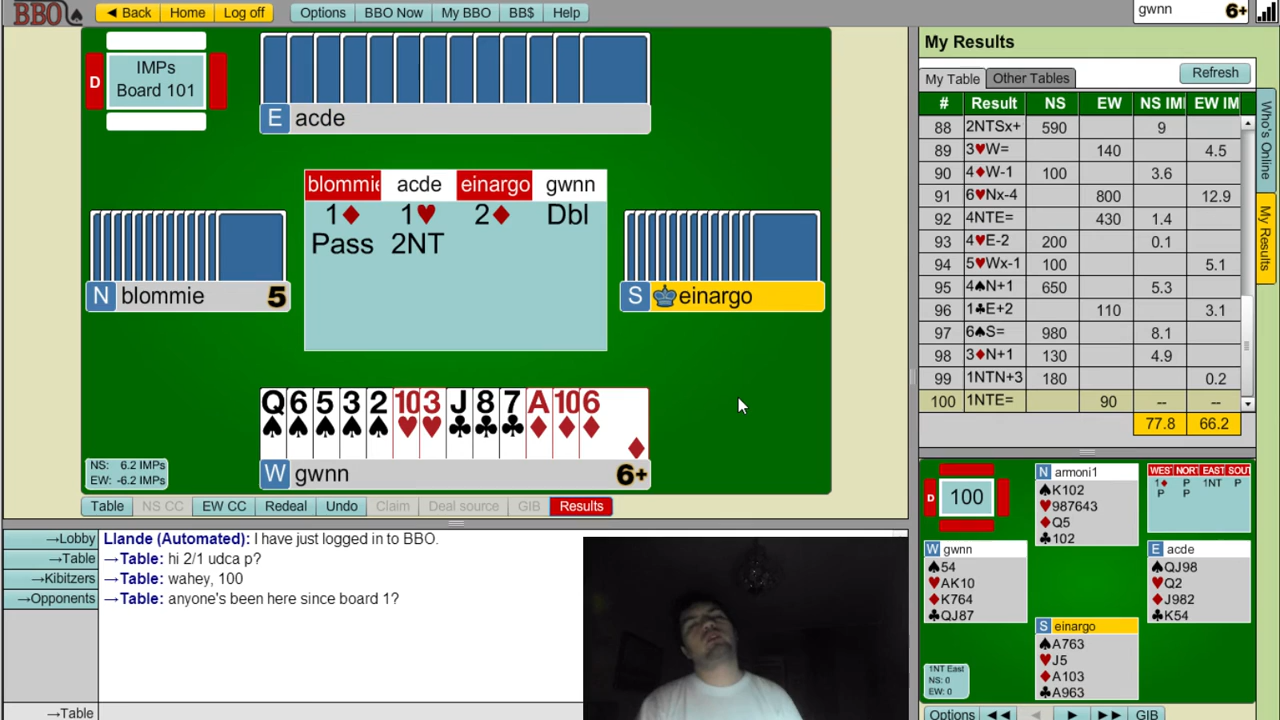 BBO Back Home Log off Options BBO Now My BBO BB$ Help gwnn 6+
D IMPs
Board 101
E acde
blommie acde einargo gwnn
1♦ 1♥ 2♦ Dbl
Pass 2NT
N blommie 5
S einargo
Q 6 5 3 2 10 3 J 8 7 A 10 6
♠ ♠ ♠ ♠ ♠ ♥ ♥ ♣ ♣ ♣ ♦ ♦ ♦ ♦
NS: 6.2 IMPs
EW: -6.2 IMPs
W gwnn 6+
Table NS CC EW CC Redeal Undo Claim Deal source GIB Results
→Lobby
→Table
→Kibitzers
→Opponents
Llande (Automated): I have just logged in to BBO.
→Table: hi 2/1 udca p?
→Table: wahey, 100
→Table: anyone's been here since board 1?
→Table
My Results
My Table Other Tables Refresh
# Result NS EW NS IM EW IM
88 2NTSx+ 590 9
89 3♥W= 140 4.5
90 4♦W-1 100 3.6
91 6♥Nx-4 800 12.9
92 4NTE= 430 1.4
93 4♥E-2 200 0.1
94 5♥Wx-1 100 5.1
95 4♠N+1 650 5.3
96 1♣E+2 110 3.1
97 6♠S= 980 8.1
98 3♦N+1 130 4.9
99 1NTN+3 180 0.2
100 1NTE= 90 -- --
77.8 66.2
Who's Online
My Results
D 100
N armoni1
♠K102
♥987643
♦Q5
♣102
WES NOR EAST SOU
1♦ P 1NT P
P P
W gwnn
♠54
♥AK10
♦K764
♣QJ87
E acde
♠QJ98
♥Q2
♦J982
♣K54
S einargo
♠A763
♥J5
♦A103
♣A963
1NT East
NS: 0
EW: 0
Options ◄◄ ◄ ► ►► GIB